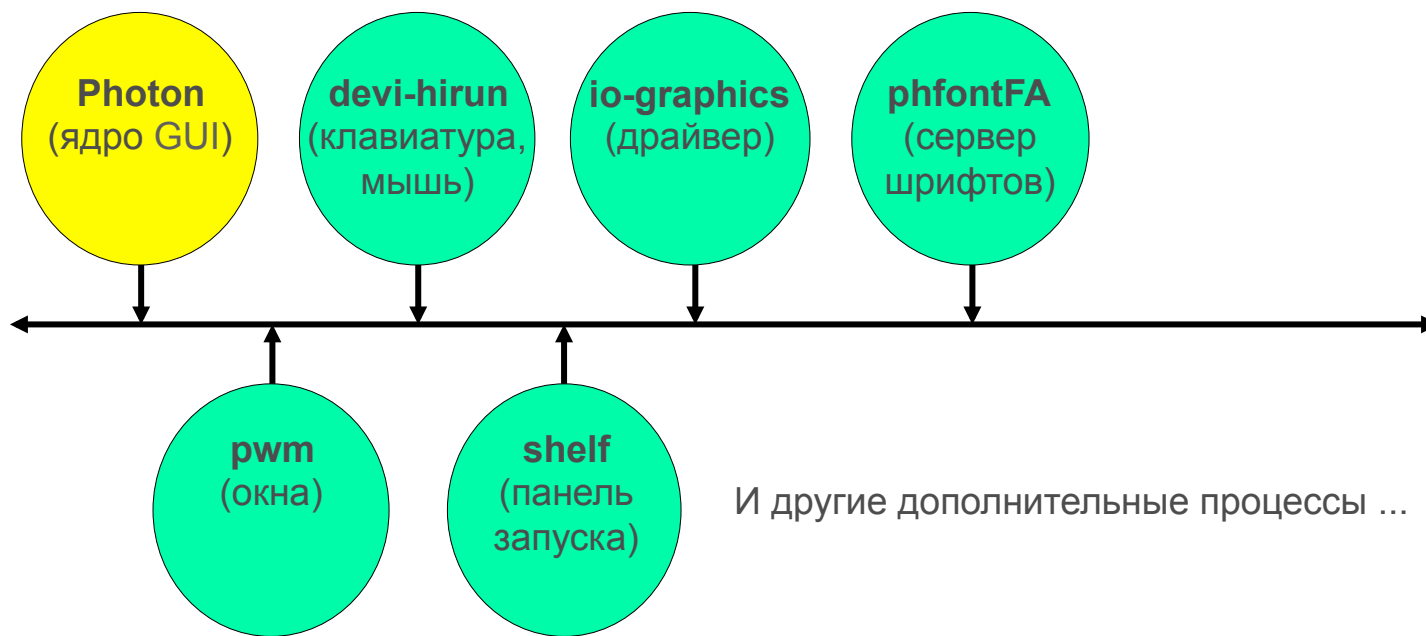 Photon
(ядро GUI)
devi-hirun
(клавиатура,
мышь)
io-graphics
(драйвер)
phfontFA
(сервер
шрифтов)
pwm
(окна)
shelf
(панель
запуска)
И другие дополнительные процессы ...